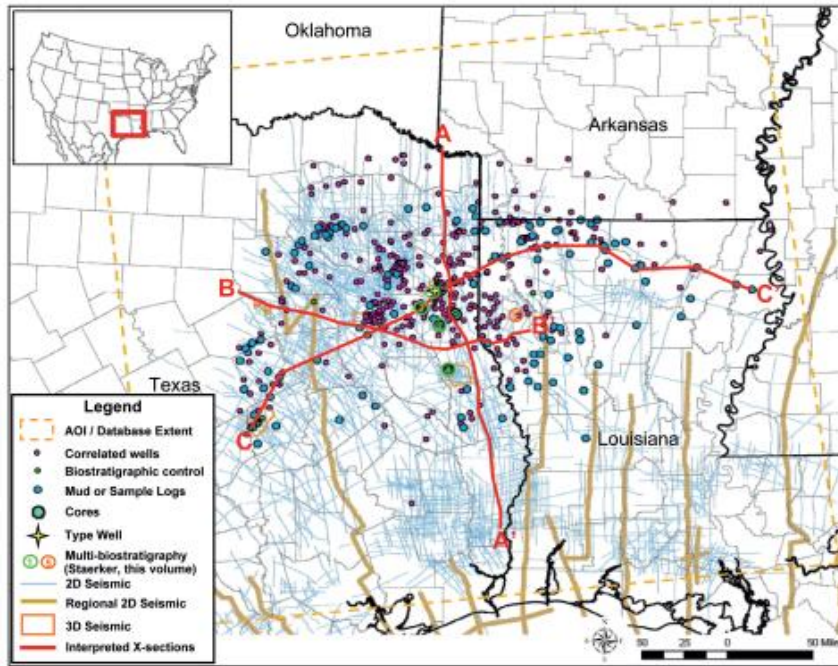 Oklahoma
Arkansas
A
B
C'
B'
Texas
Louisiana
C
A'
Legend
AOI / Database Extent
Correlated wells
Biostratigraphic control
Mud or Sample Logs
Cores
Type Well
Multi-biostratigraphy
(Staerker, this volume)
2D Seismic
Regional 2D Seismic
3D Seismic
Interpreted X-sections
50 25 0 50 Miles